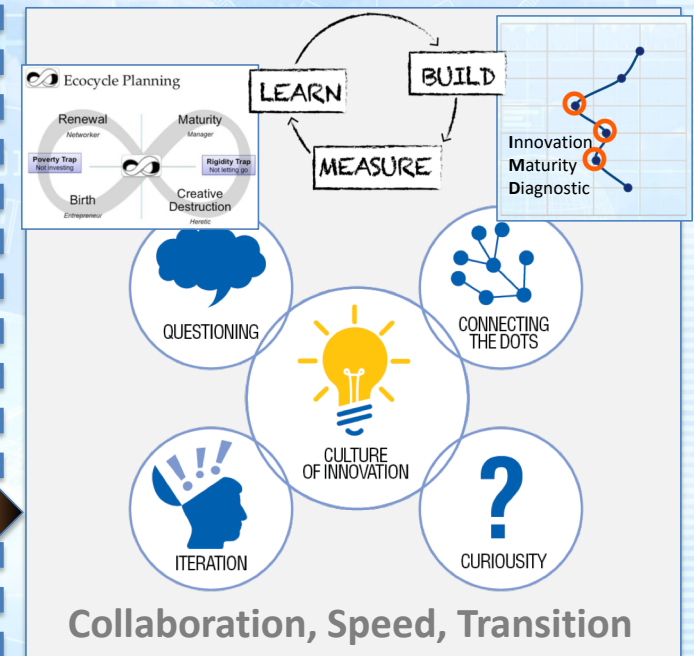 Ecocycle Planning
Renewal
Networker
Maturity
Manager
Poverty Trap
Not investing
Rigidity Trap
Not letting go
Birth
Entrepreneur
Creative
Destruction
Heretic
LEARN
BUILD
MEASURE
Innovation
Maturity
Diagnostic
QUESTIONING
CONNECTING
THE DOTS
CULTURE
OF INNOVATION
ITERATION
CURIOUSITY
Collaboration, Speed, Transition